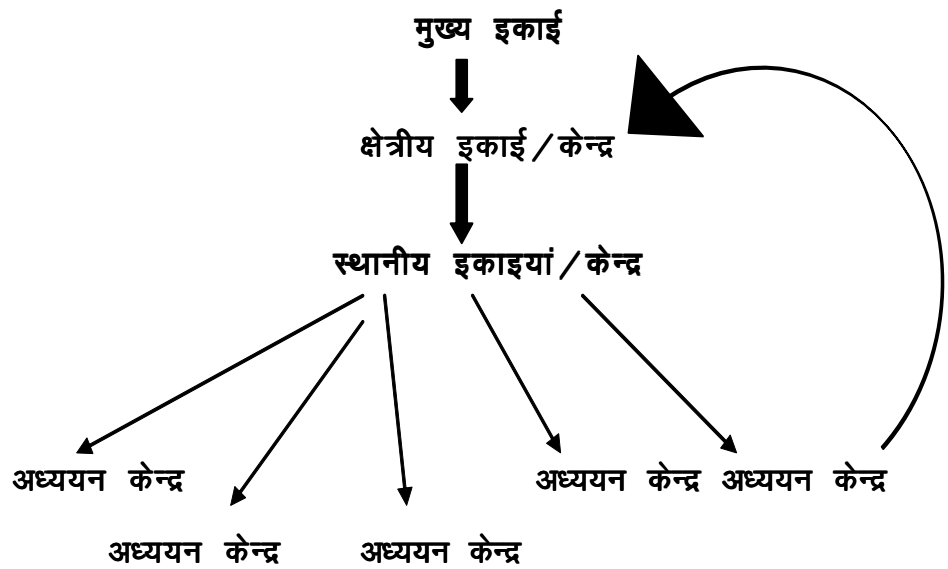 मुख्य इकाई
क्षेत्रीय इकाई/केन्द्र
स्थानीय इकाइयां/केन्द्र
अध्ययन केन्द्र अध्ययन केन्द्र अध्ययन केन्द्र
अध्ययन केन्द्र अध्ययन केन्द्र